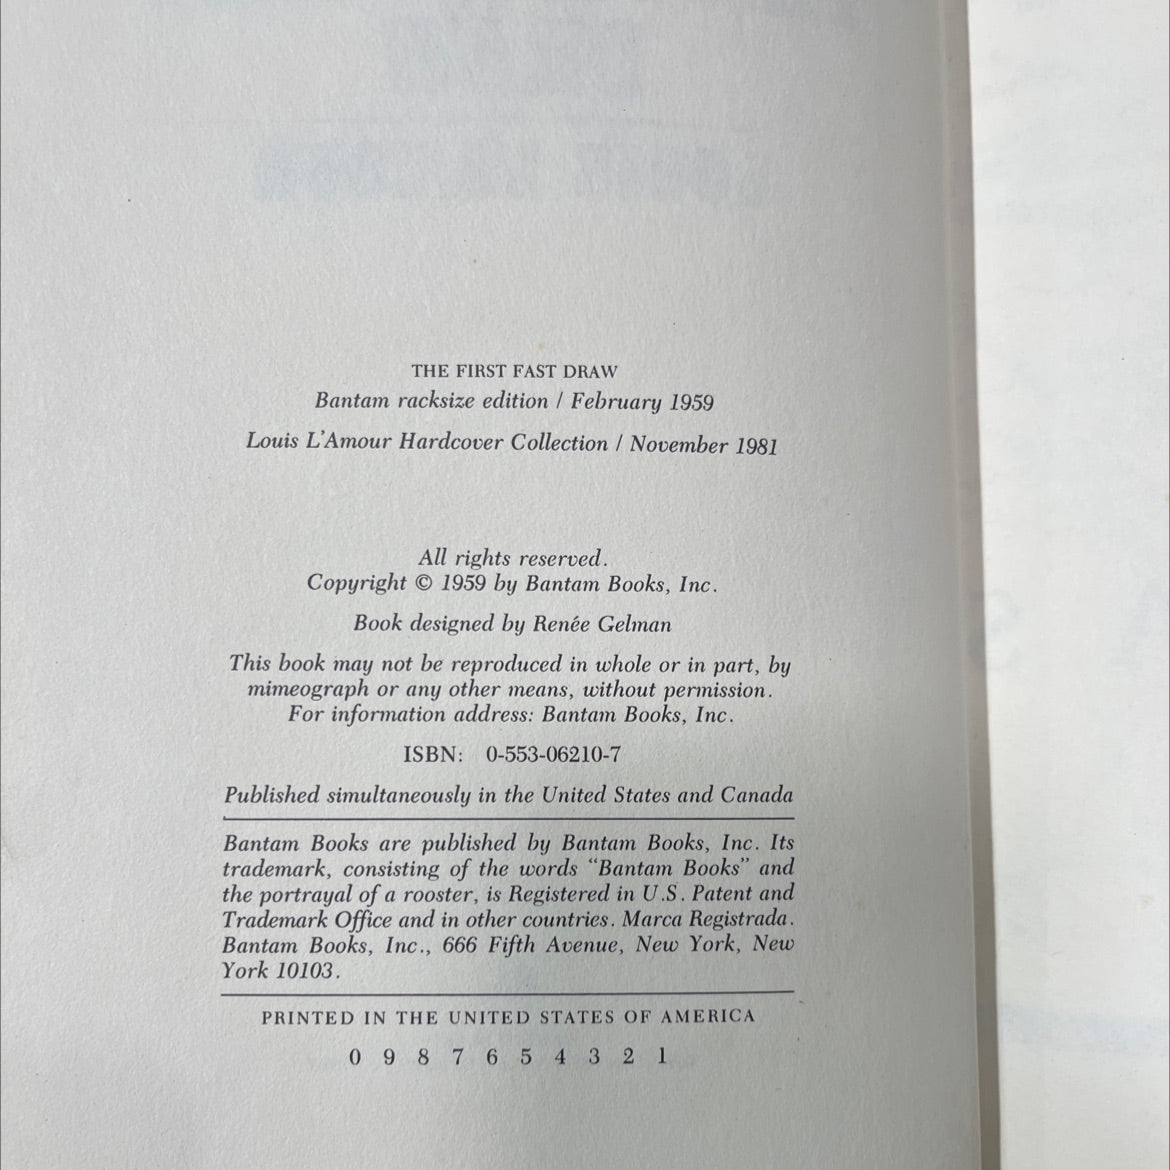 THE FIRST FAST DRAW
Bantam racksize edition / February 1959
Louis L'Amour Hardcover Collection / November 1981
All rights reserved.
Copyright © 1959 by Bantam Books, Inc.
Book designed by Renée Gelman
This book may not be reproduced in whole or in part, by
mimeograph or any other means, without permission.
For information address: Bantam Books, Inc.
ISBN: 0-553-06210-7
Published simultaneously in the United States and Canada
Bantam Books are published by Bantam Books, Inc. Its
trademark, consisting of the words “Bantam Books” and
the portrayal of a rooster, is Registered in U.S. Patent and
Trademark Office and in other countries. Marca Registrada.
Bantam Books, Inc., 666 Fifth Avenue, New York, New
York 10103.
PRINTED IN THE UNITED STATES OF AMERICA
0 9 8 7 6 5 4 3 2 1